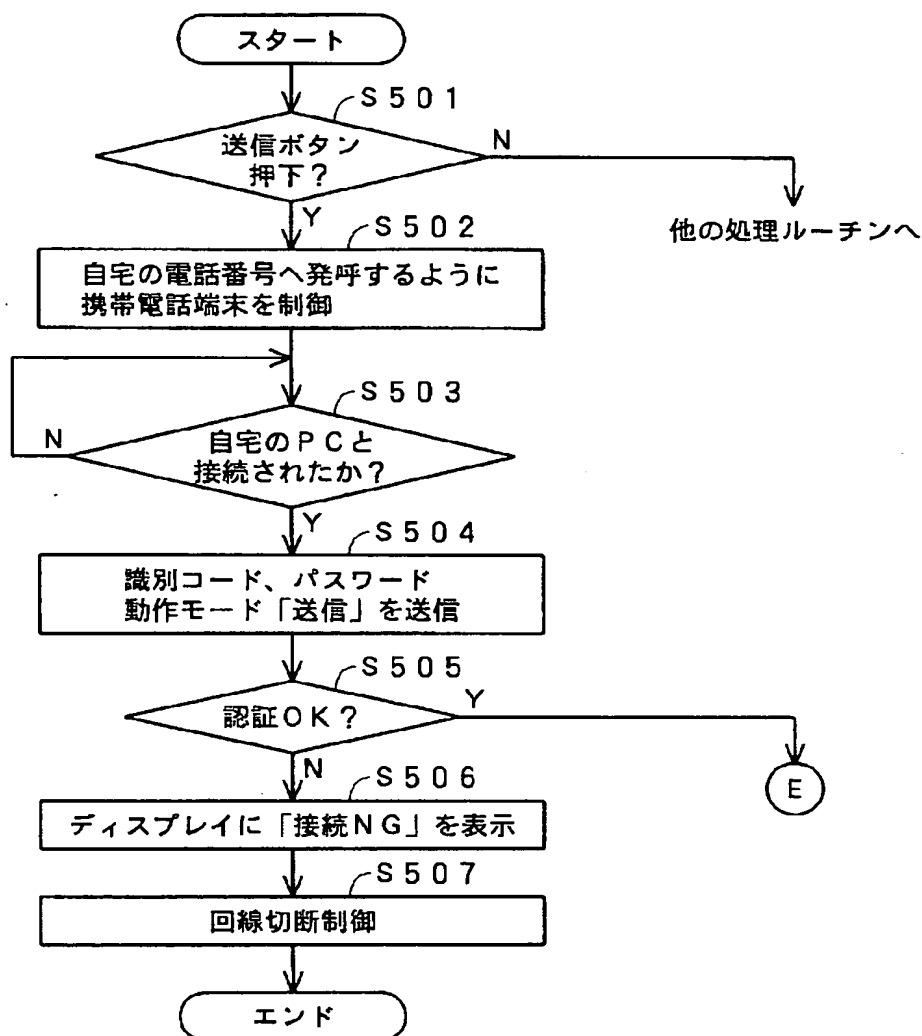 スタート
S501
送信ボタン
押下?
N
Y
他の処理ルーチンへ
S502
自宅の電話番号へ発呼するように
携帯電話端末を制御
S503
自宅のPCと
接続されたか?
N
Y
S504
識別コード、パスワード
動作モード「送信」を送信
S505
認証OK?
Y
N
E
S506
ディスプレイに「接続NG」を表示
S507
回線切断制御
エンド